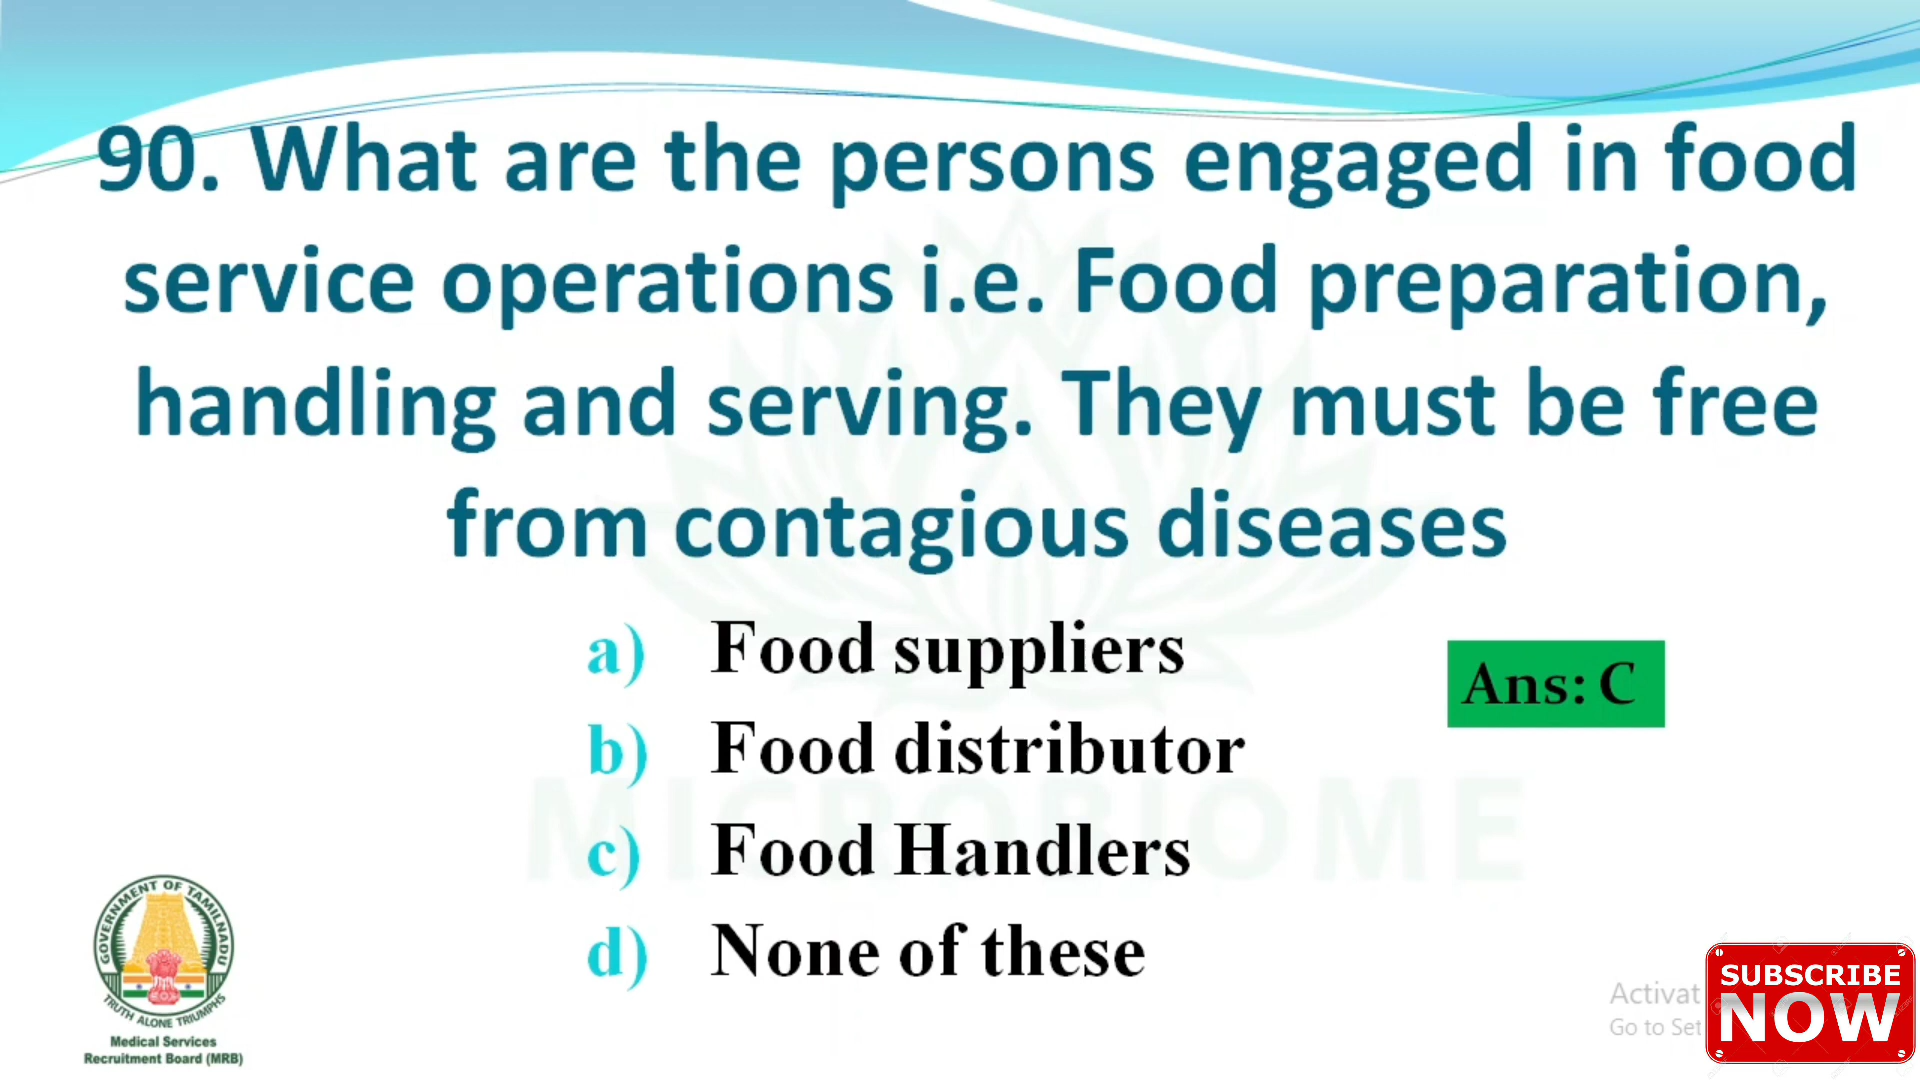 90. What are the persons engaged in food
service operations i.e. Food preparation,
handling and serving. They must be free
from contagious diseases
a) Food suppliers
Ans: C
b) Food distributor
c) Food Handlers
d) None of these
MICROBIOME
GOVERNMENT OF TAMILNADU
TRUTH ALONE TRIUMPHS
Medical Services
Recruitment Board (MRB)
Activat
Go to Set
SUBSCRIBE
NOW